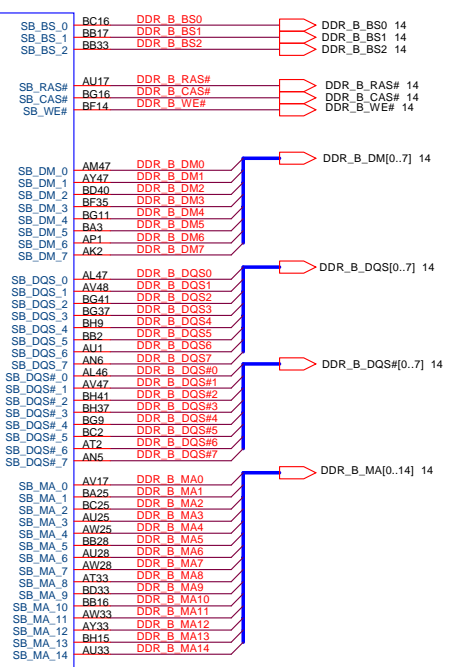 SB_BS_0 BC16 DDR_B_BS0 DDR_B_BS0 14
SB_BS_1 BB17 DDR_B_BS1 DDR_B_BS1 14
SB_BS_2 BB33 DDR_B_BS2 DDR_B_BS2 14
SB_RAS# AU17 DDR_B_RAS# DDR_B_RAS# 14
SB_CAS# BG16 DDR_B_CAS# DDR_B_CAS# 14
SB_WE# BF14 DDR_B_WE# DDR_B_WE# 14
DDR_B_DM[0..7] 14
SB_DM_0 AM47 DDR_B_DM0
SB_DM_1 AY47 DDR_B_DM1
SB_DM_2 BD40 DDR_B_DM2
SB_DM_3 BF35 DDR_B_DM3
SB_DM_4 BG11 DDR_B_DM4
SB_DM_5 BA3 DDR_B_DM5
SB_DM_6 AP1 DDR_B_DM6
SB_DM_7 AK2 DDR_B_DM7
DDR_B_DQS[0..7] 14
SB_DQS_0 AL47 DDR_B_DQS0
SB_DQS_1 AV48 DDR_B_DQS1
SB_DQS_2 BG41 DDR_B_DQS2
SB_DQS_3 BG37 DDR_B_DQS3
SB_DQS_4 BH9 DDR_B_DQS4
SB_DQS_5 BB2 DDR_B_DQS5
SB_DQS_6 AU1 DDR_B_DQS6
SB_DQS_7 AN6 DDR_B_DQS7
DDR_B_DQS#[0..7] 14
SB_DQS#_0 AL46 DDR_B_DQS#0
SB_DQS#_1 AV47 DDR_B_DQS#1
SB_DQS#_2 BH41 DDR_B_DQS#2
SB_DQS#_3 BH37 DDR_B_DQS#3
SB_DQS#_4 BG9 DDR_B_DQS#4
SB_DQS#_5 BC2 DDR_B_DQS#5
SB_DQS#_6 AT2 DDR_B_DQS#6
SB_DQS#_7 AN5 DDR_B_DQS#7
DDR_B_MA[0..14] 14
SB_MA_0 AV17 DDR_B_MA0
SB_MA_1 BA25 DDR_B_MA1
SB_MA_2 BC25 DDR_B_MA2
SB_MA_3 AU25 DDR_B_MA3
SB_MA_4 AW25 DDR_B_MA4
SB_MA_5 BB28 DDR_B_MA5
SB_MA_6 AU28 DDR_B_MA6
SB_MA_7 AW28 DDR_B_MA7
SB_MA_8 AT33 DDR_B_MA8
SB_MA_9 BD33 DDR_B_MA9
SB_MA_10 BB16 DDR_B_MA10
SB_MA_11 AW33 DDR_B_MA11
SB_MA_12 AY33 DDR_B_MA12
SB_MA_13 BH15 DDR_B_MA13
SB_MA_14 AU33 DDR_B_MA14